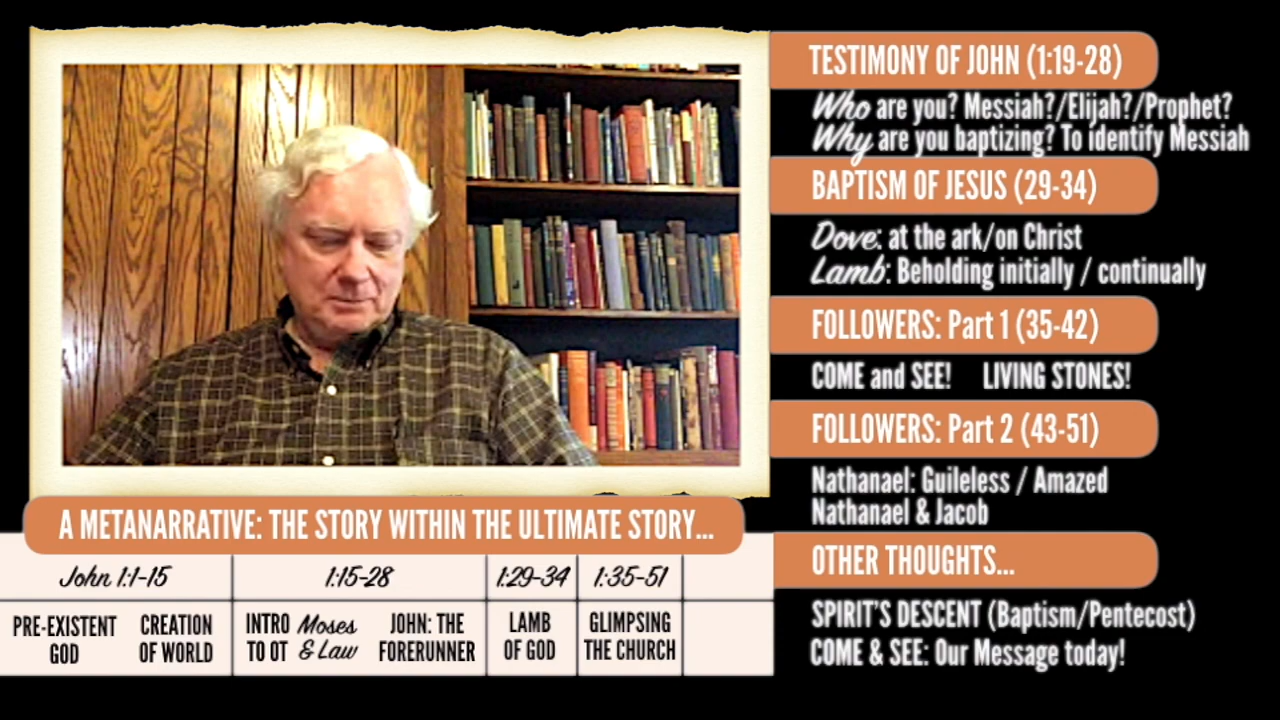 TESTIMONY OF JOHN (1:19-28)
Who are you? Messiah?/Elijah?/Prophet?
Why are you baptizing? To identify Messiah
BAPTISM OF JESUS (29-34)
Dove: at the ark/on Christ
Lamb: Beholding initially / continually
FOLLOWERS: Part 1 (35-42)
COME and SEE! LIVING STONES!
FOLLOWERS: Part 2 (43-51)
Nathanael: Guileless / Amazed
Nathanael & Jacob
OTHER THOUGHTS...
SPIRIT'S DESCENT (Baptism/Pentecost)
COME & SEE: Our Message today!
A METANARRATIVE: THE STORY WITHIN THE ULTIMATE STORY...
John 1:1-15 1:15-28 1:29-34 1:35-51
PRE-EXISTENT CREATION INTRO Moses JOHN: THE LAMB GLIMPSING
GOD OF WORLD TO OT & Law FORERUNNER OF GOD THE CHURCH